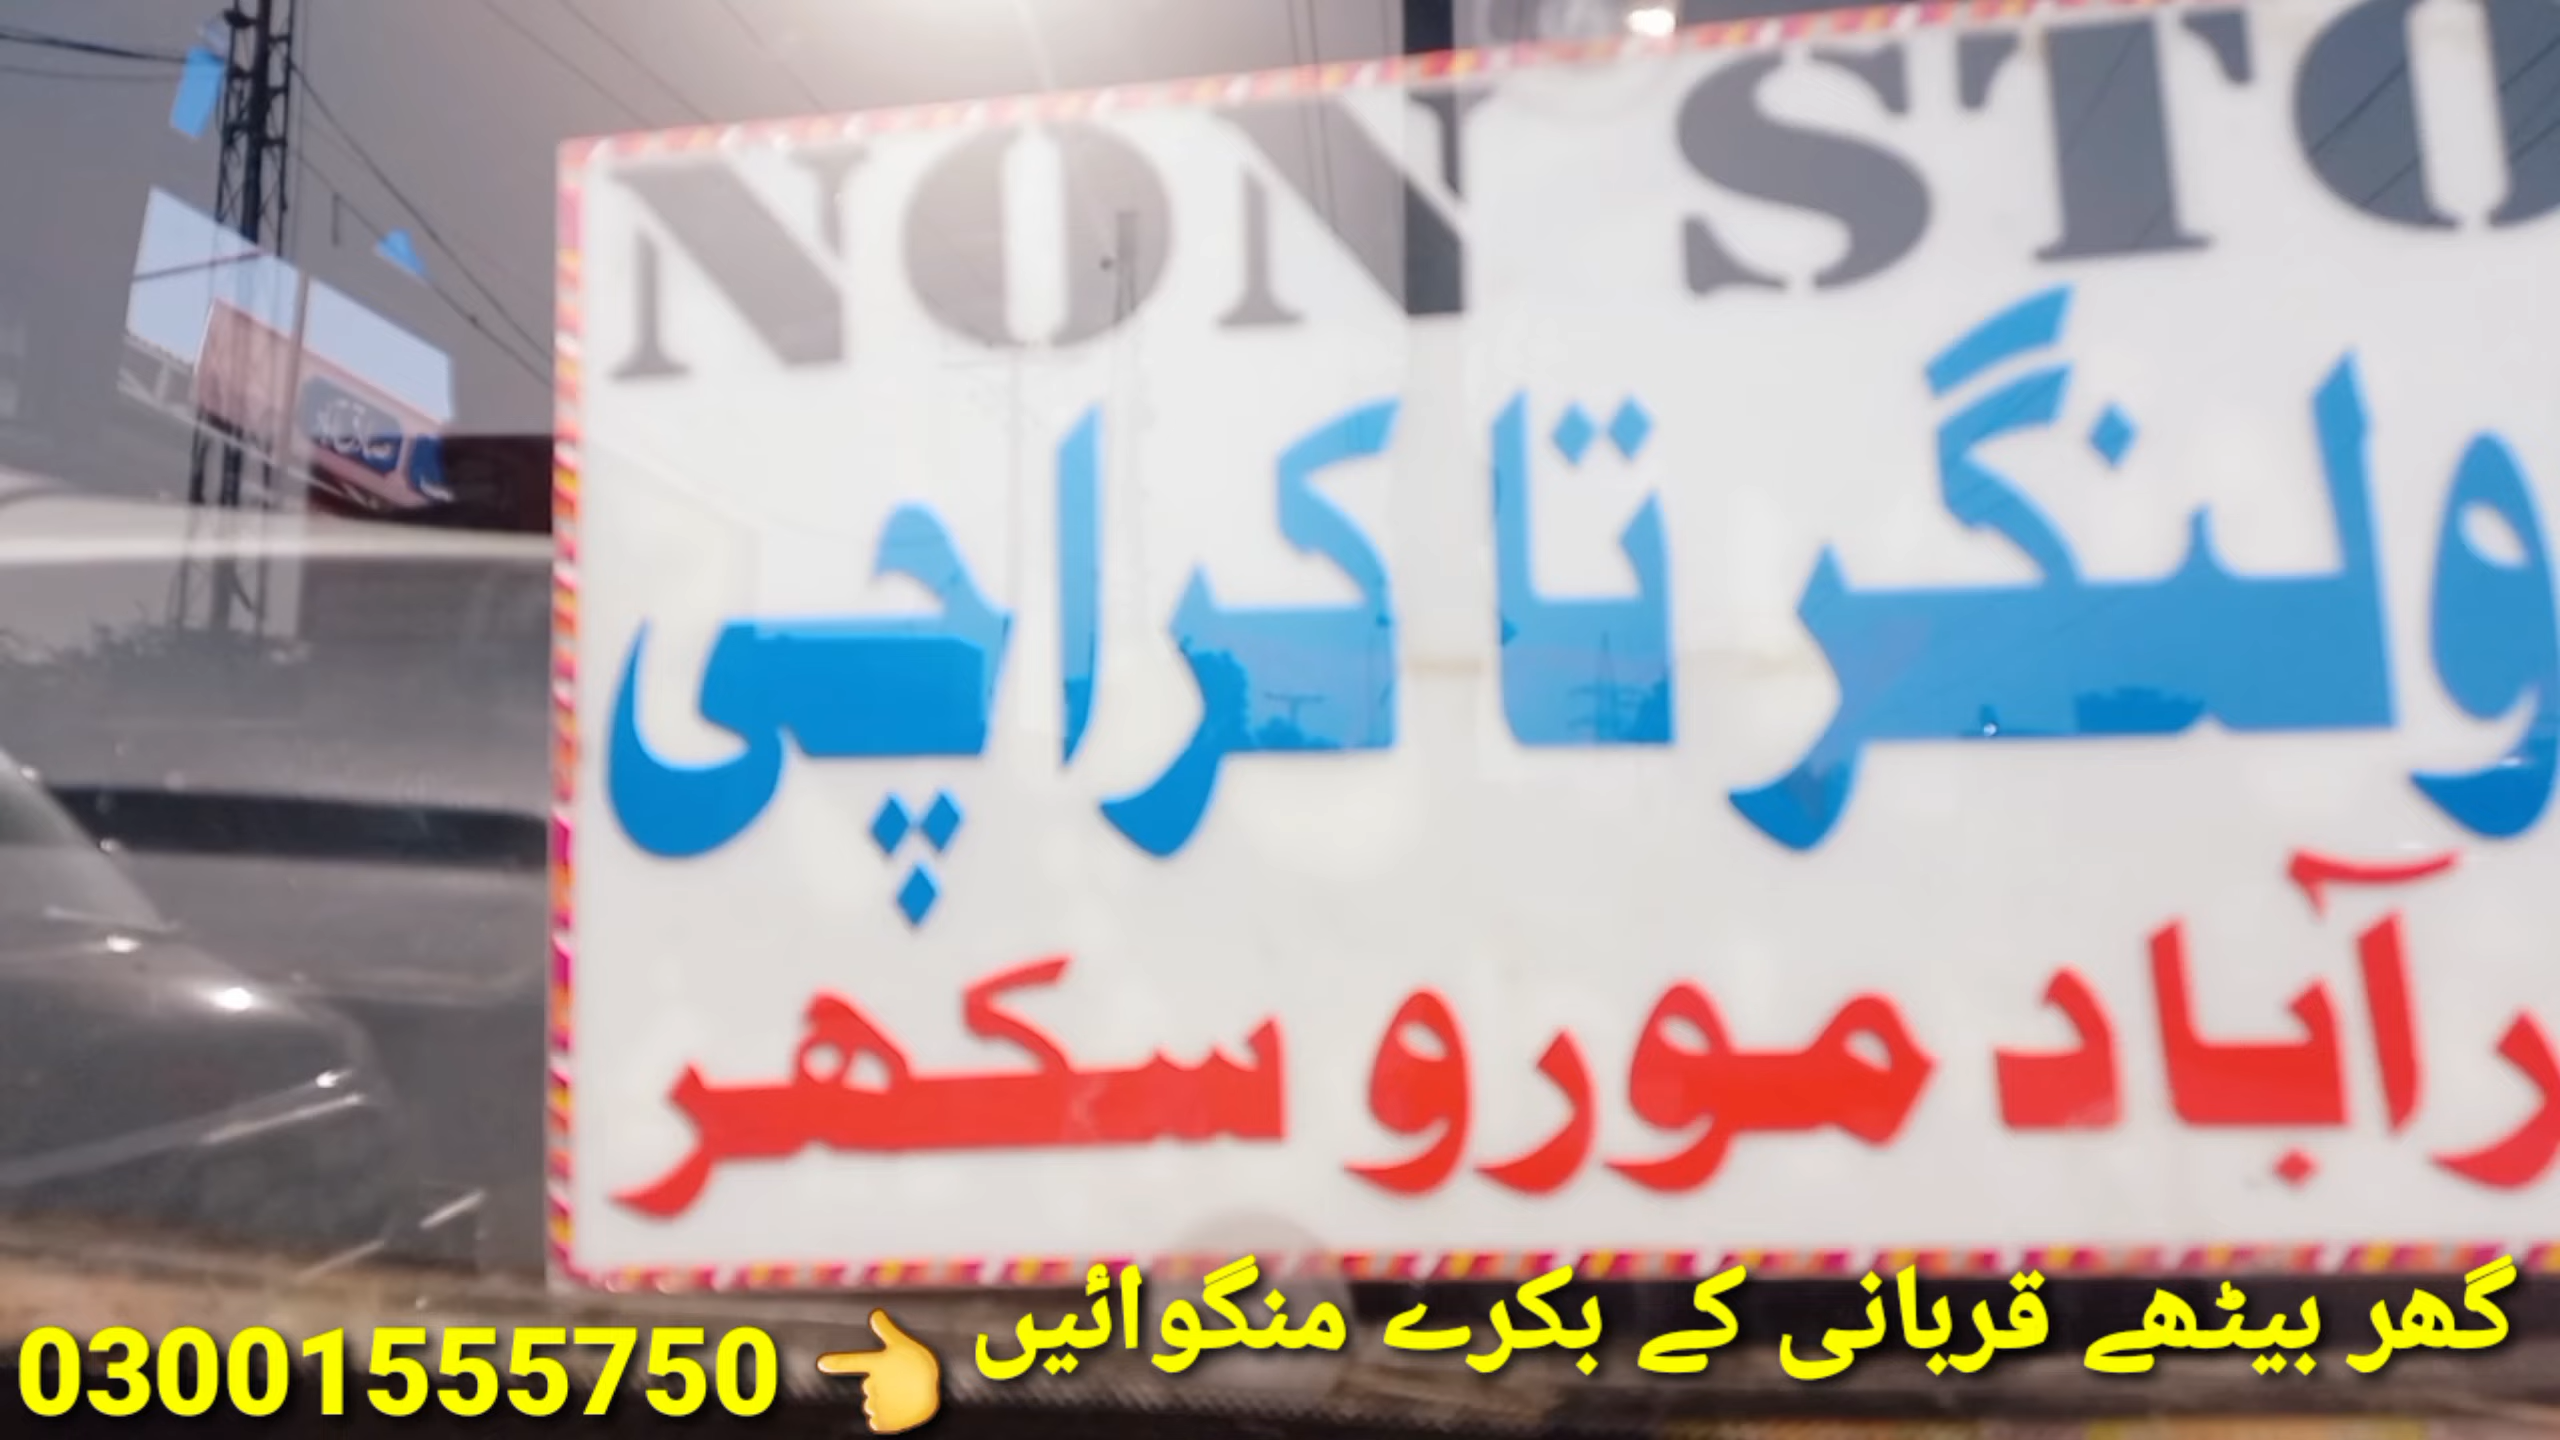 NON STO
ولنگر تا کراچی
رآباد مورو سکھر
گھر بیٹھے قربانی کے بکرے منگوائیں 👈 03001555750